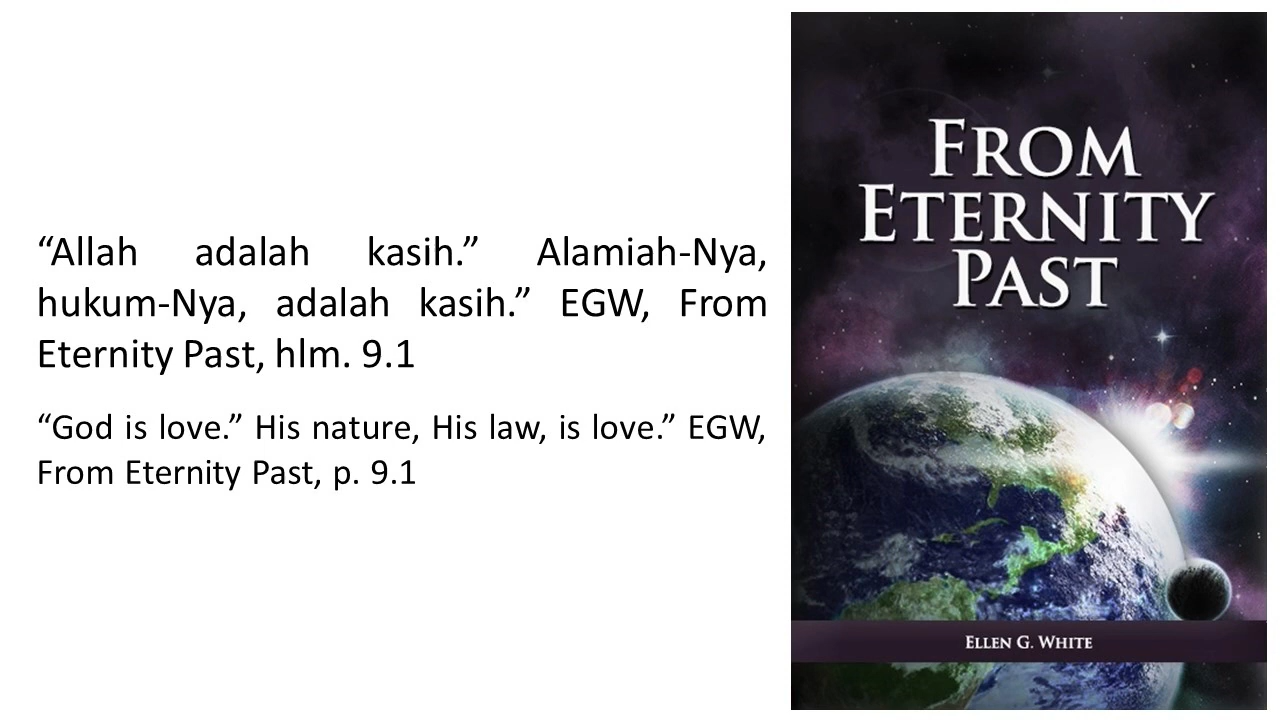 “Allah adalah kasih.” Alamiah-Nya,
hukum-Nya, adalah kasih.” EGW, From
Eternity Past, hlm. 9.1
“God is love.” His nature, His law, is love.” EGW,
From Eternity Past, p. 9.1
FROM
ETERNITY
PAST
ELLEN G. WHITE